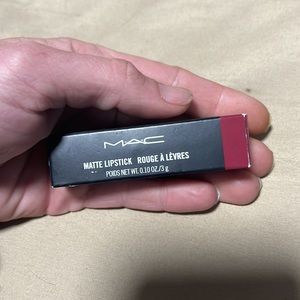 MAC
MATTE LIPSTICK ROUGE À LÈVRES
POIDS NET WT. 0.10 OZ./3 g